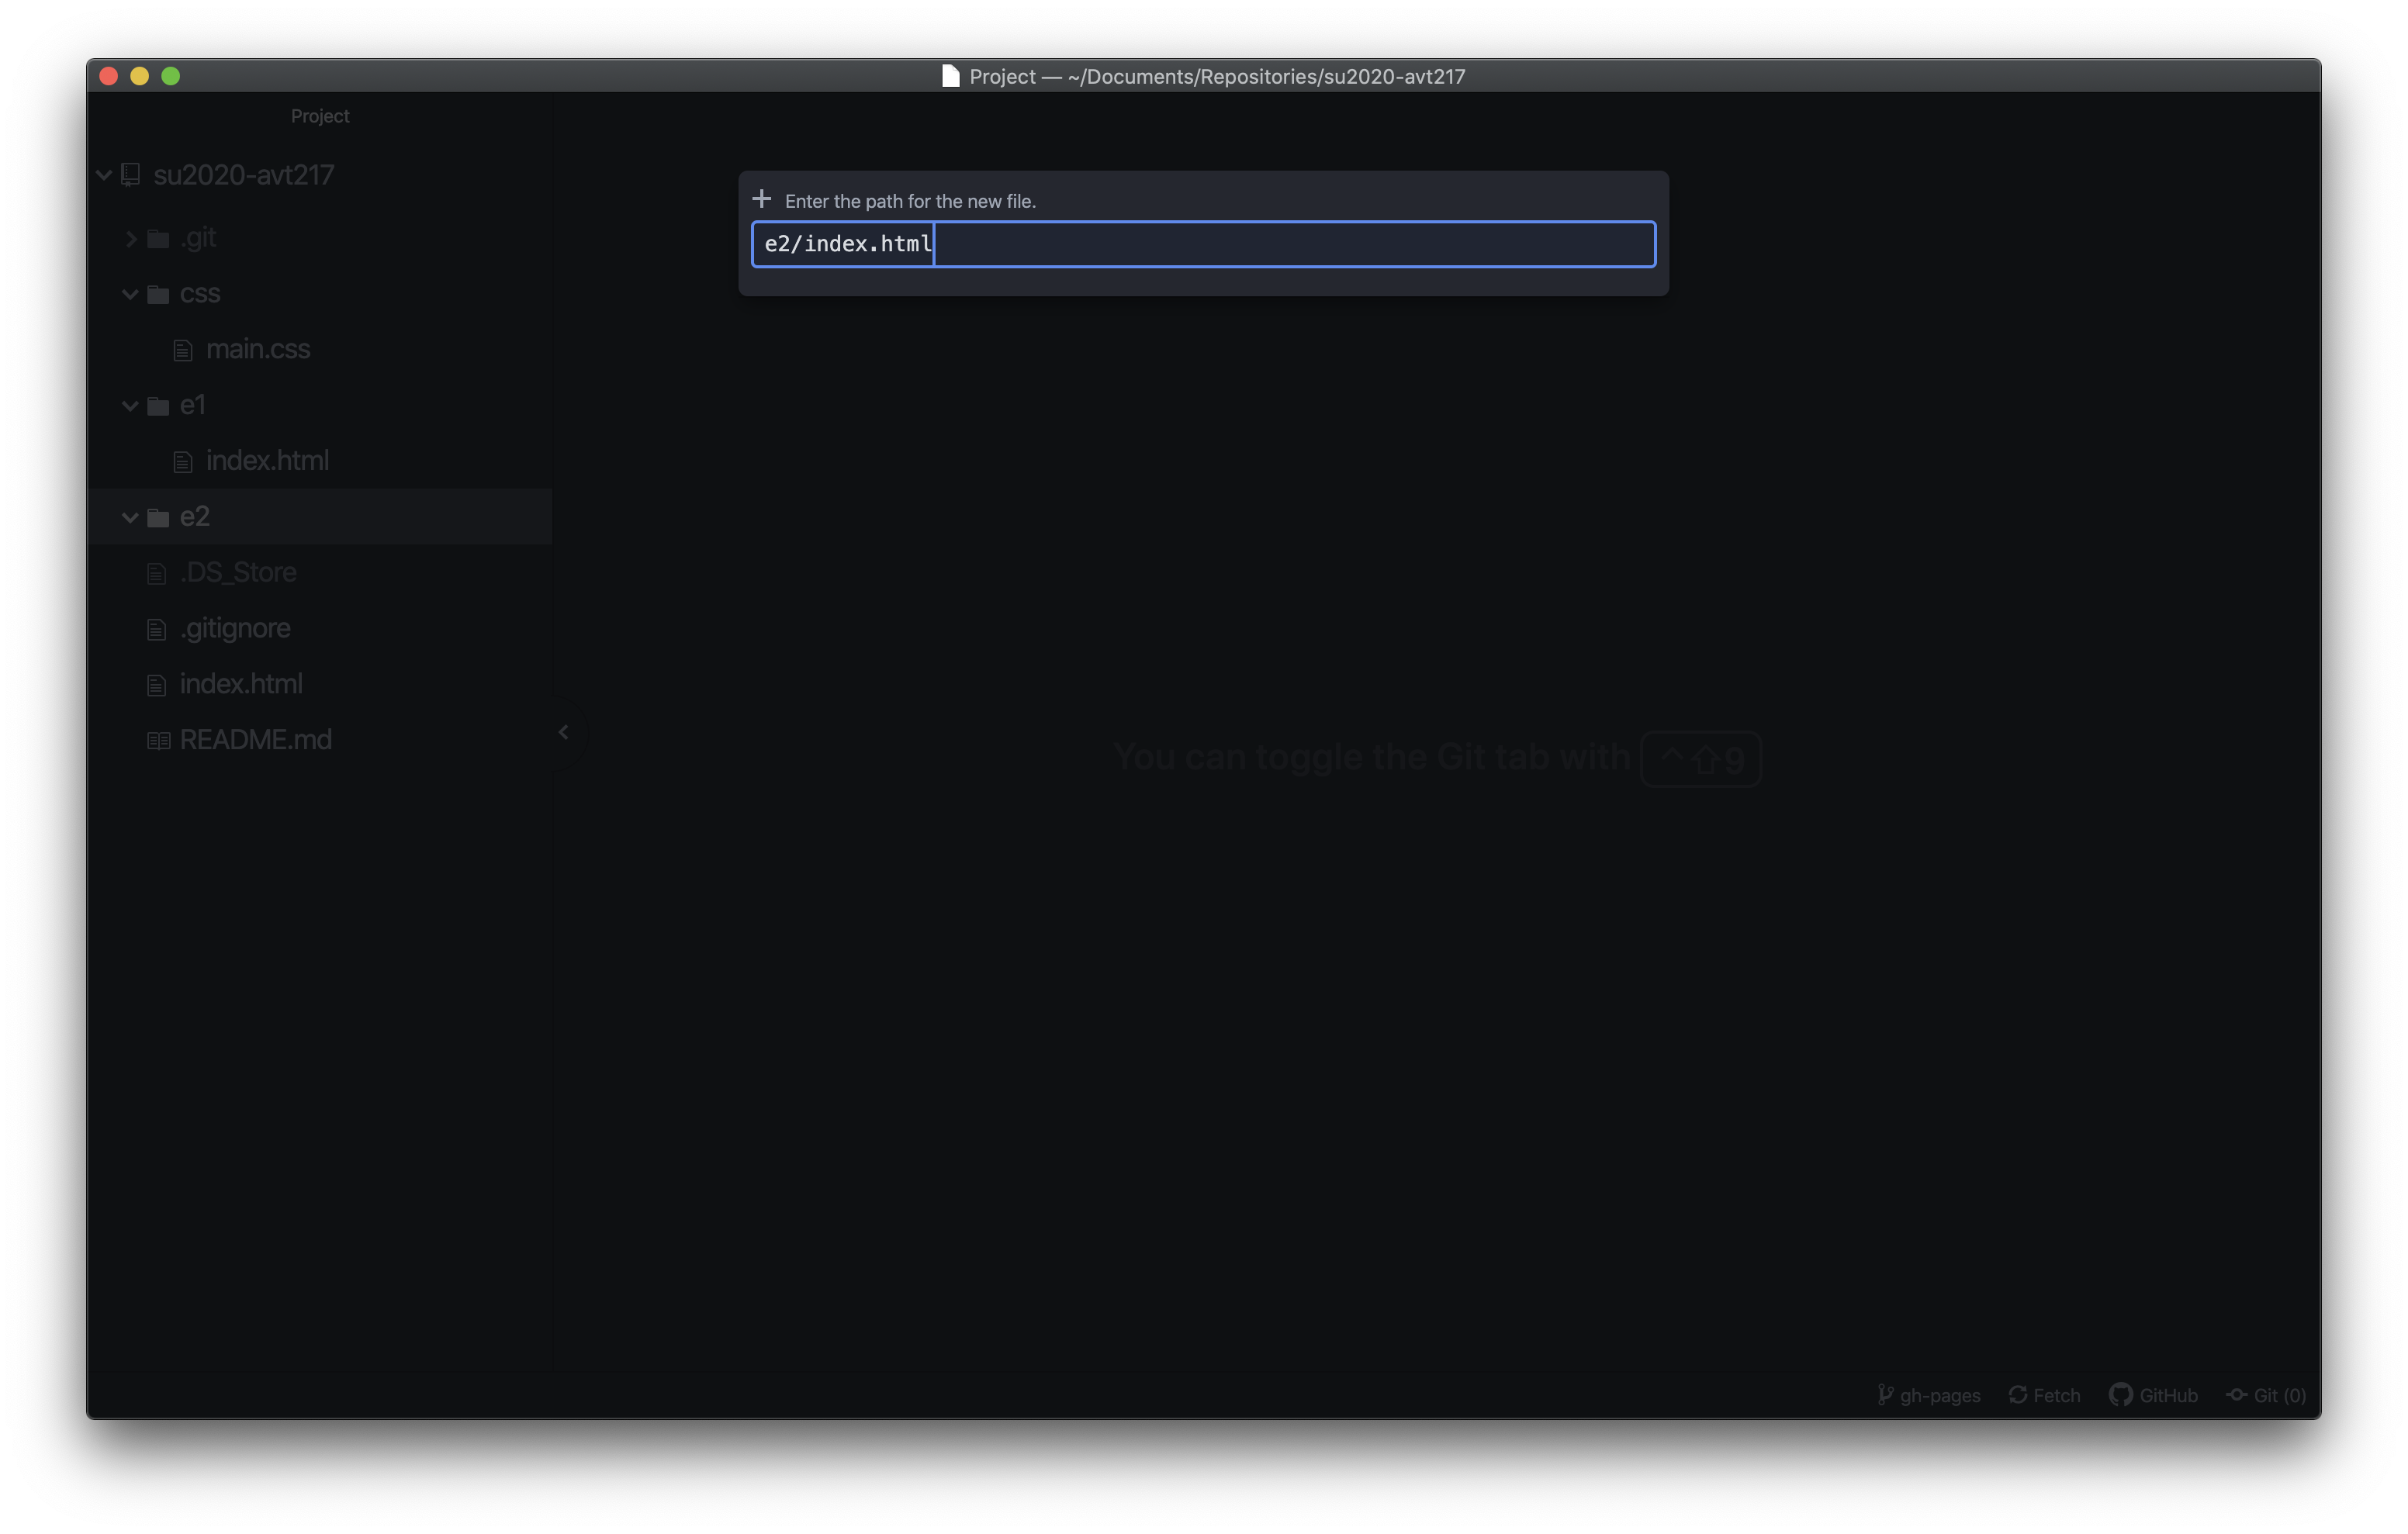 Project — ~/Documents/Repositories/su2020-avt217
Project
su2020-avt217
.git
css
main.css
e1
index.html
e2
.DS_Store
.gitignore
index.html
README.md
Enter the path for the new file.
e2/index.html
You can toggle the Git tab with ⌃⇧9
gh-pages Fetch GitHub Git (0)